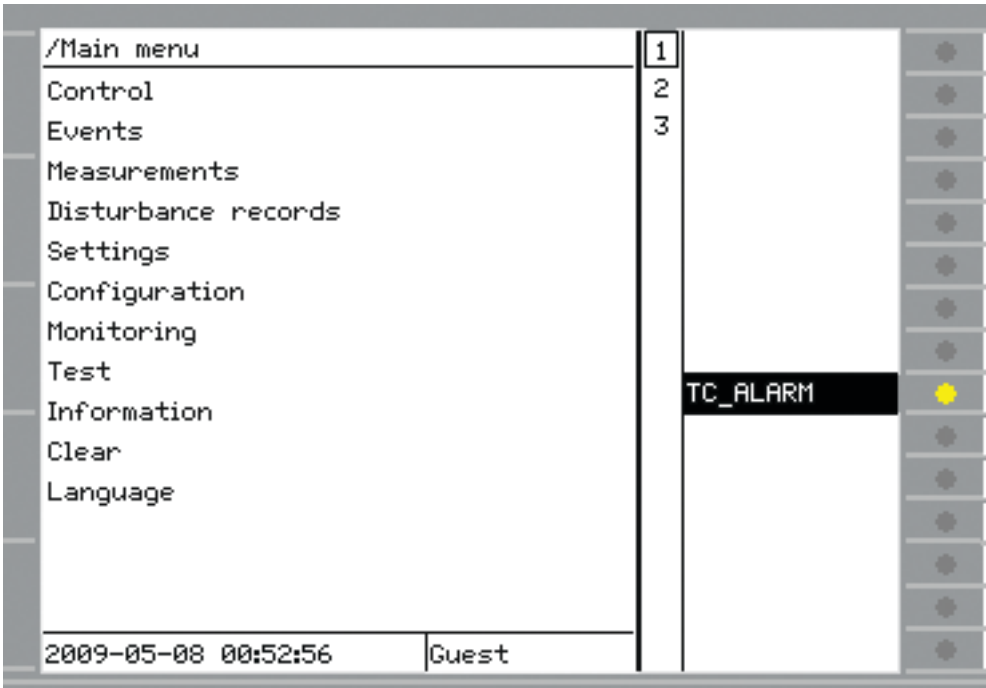 /Main menu
Control
Events
Measurements
Disturbance records
Settings
Configuration
Monitoring
Test
Information
Clear
Language
2009-05-08 00:52:56
Guest
1
2
3
TC_ALARM